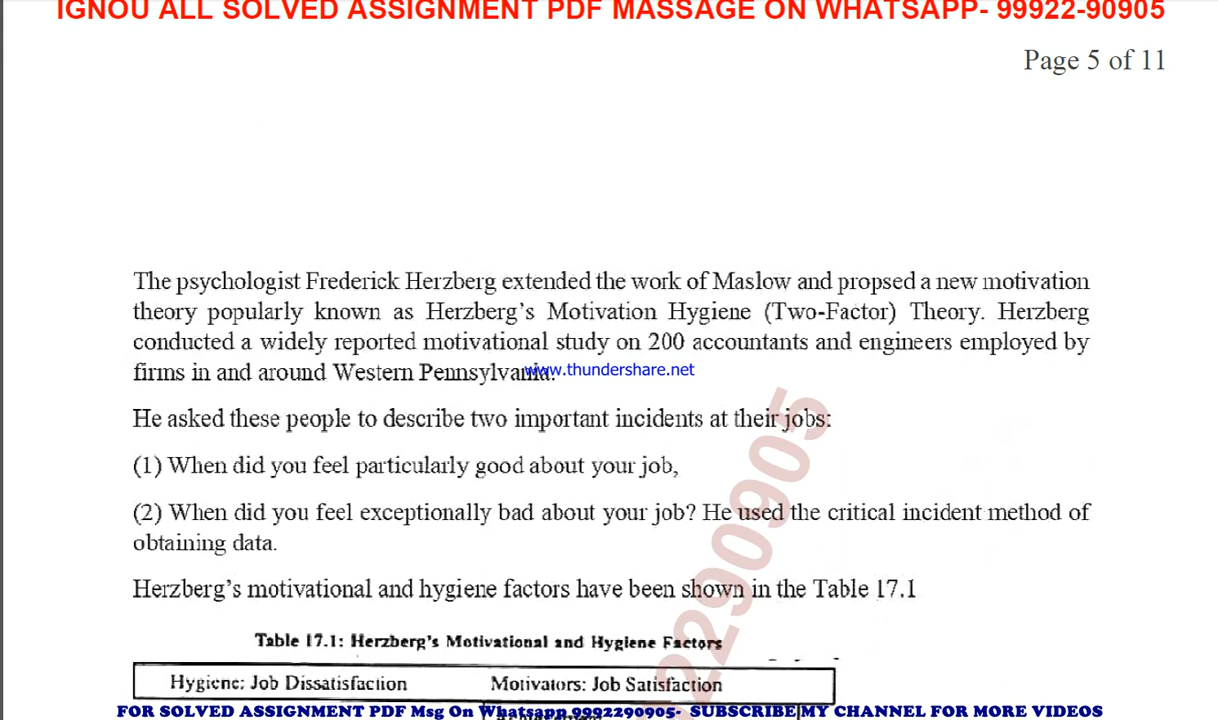 IGNOU ALL SOLVED ASSIGNMENT PDF MASSAGE ON WHATSAPP- 99922-90905
Page 5 of 11
The psychologist Frederick Herzberg extended the work of Maslow and propsed a new motivation
theory popularly known as Herzberg's Motivation Hygiene (Two-Factor) Theory. Herzberg
conducted a widely reported motivational study on 200 accountants and engineers employed by
firms in and around Western Pennsylvania.
www.thundershare.net
He asked these people to describe two important incidents at their jobs:
(1) When did you feel particularly good about your job,
(2) When did you feel exceptionally bad about your job? He used the critical incident method of
obtaining data.
Herzberg's motivational and hygiene factors have been shown in the Table 17.1
Table 17.1: Herzberg's Motivational and Hygiene Factors
Hygiene: Job Dissatisfaction Motivators: Job Satisfaction
FOR SOLVED ASSIGNMENT PDF Msg On Whatsapp 9992290905- SUBSCRIBE MY CHANNEL FOR MORE VIDEOS